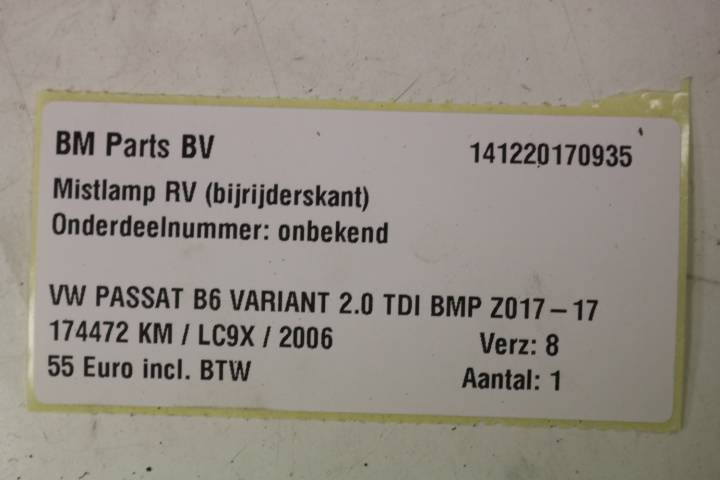 BM Parts BV 141220170935
Mistlamp RV (bijrijderskant)
Onderdeelnummer: onbekend
VW PASSAT B6 VARIANT 2.0 TDI BMP Z017-17
174472 KM / LC9X / 2006 Verz: 8
55 Euro incl. BTW Aantal: 1